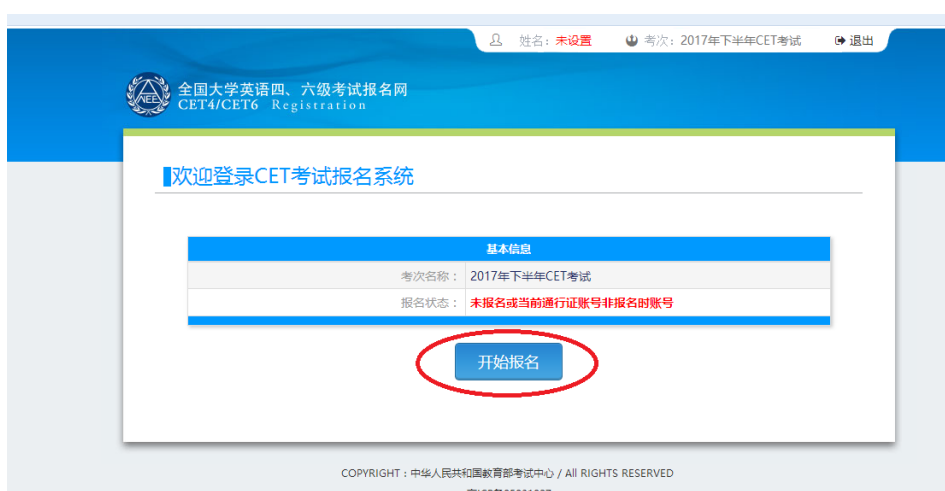 姓名：未设置 考次：2017年下半年CET考试 退出
全国大学英语四、六级考试报名网
NEEA
CET4/CET6 Registration
欢迎登录CET考试报名系统
基本信息
考次名称： 2017年下半年CET考试
报名状态： 未报名或当前通行证账号非报名时账号
开始报名
COPYRIGHT：中华人民共和国教育部考试中心 / All RIGHTS RESERVED